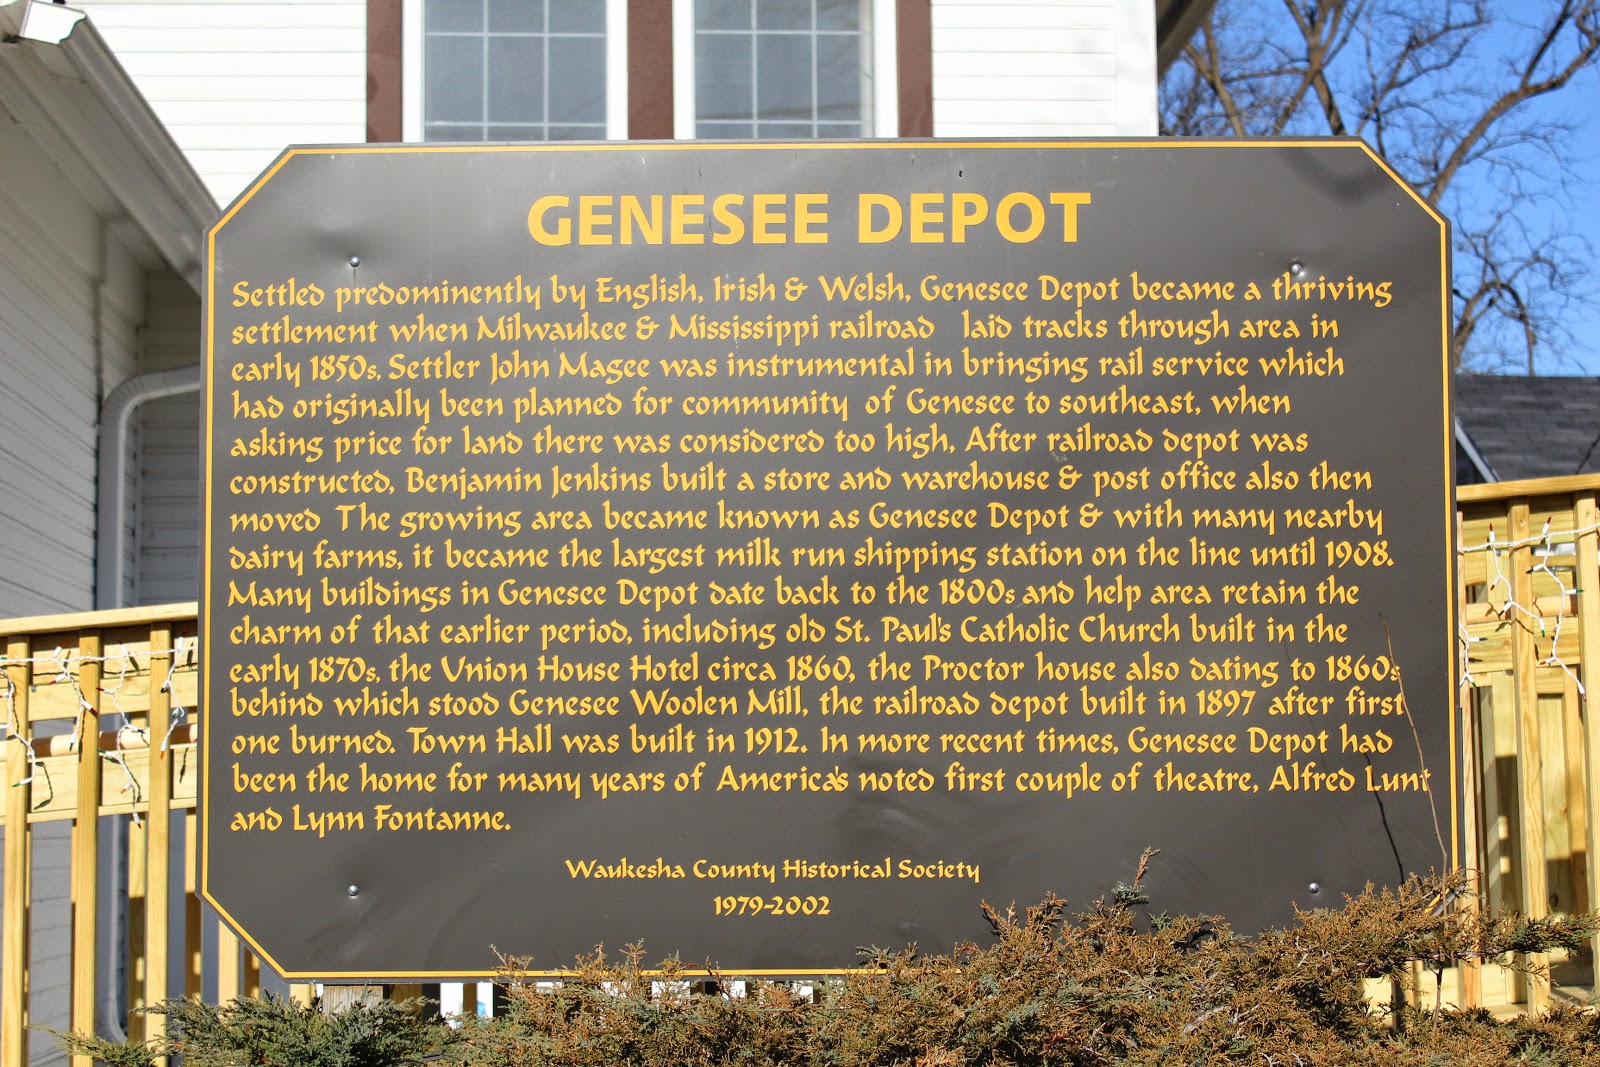 GENESEE DEPOT
Settled predominently by English, Irish & Welsh, Genesee Depot became a thriving
settlement when Milwaukee & Mississippi railroad laid tracks through area in
early 1850s. Settler John Magee was instrumental in bringing rail service which
had originally been planned for community of Genesee to southeast, when
asking price for land there was considered too high. After railroad depot was
constructed, Benjamin Jenkins built a store and warehouse & post office also then
moved The growing area became known as Genesee Depot & with many nearby
dairy farms, it became the largest milk run shipping station on the line until 1908.
Many buildings in Genesee Depot date back to the 1800s and help area retain the
charm of that earlier period, including old St. Paul's Catholic Church built in the
early 1870s, the Union House Hotel circa 1860, the Proctor house also dating to 1860s
behind which stood Genesee Woolen Mill, the railroad depot built in 1897 after first
one burned. Town Hall was built in 1912. In more recent times, Genesee Depot had
been the home for many years of America's noted first couple of theatre, Alfred Lunt
and Lynn Fontanne.
Waukesha County Historical Society
1979-2002